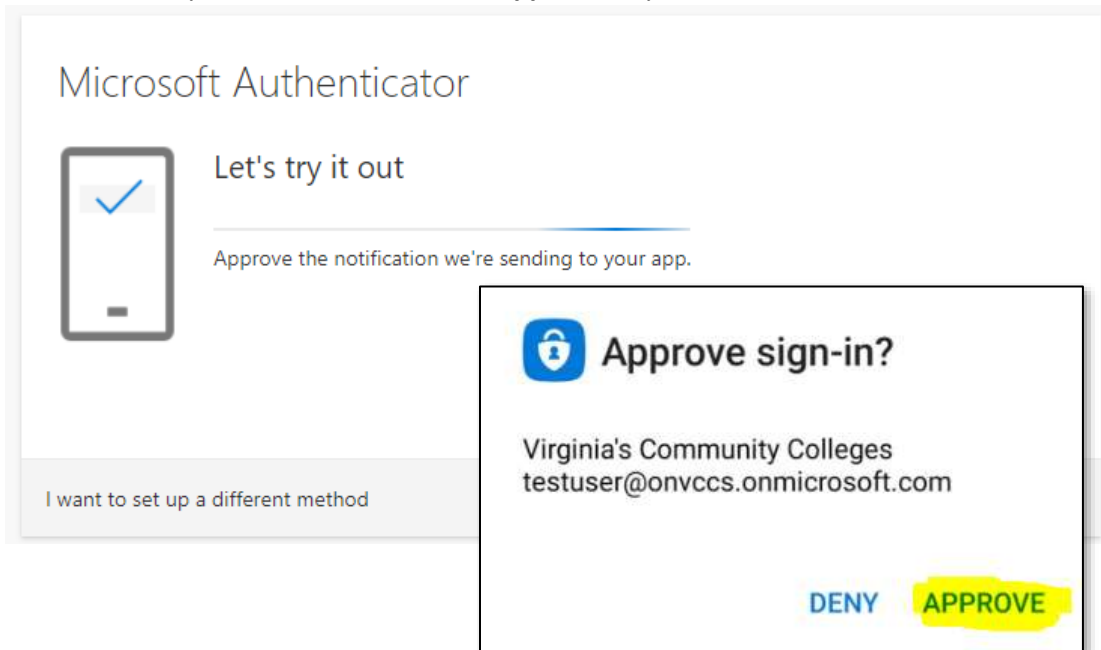 Microsoft Authenticator
Let's try it out
Approve the notification we're sending to your app.
Approve sign-in?
Virginia's Community Colleges
testuser@onvccs.onmicrosoft.com
I want to set up a different method
DENY APPROVE